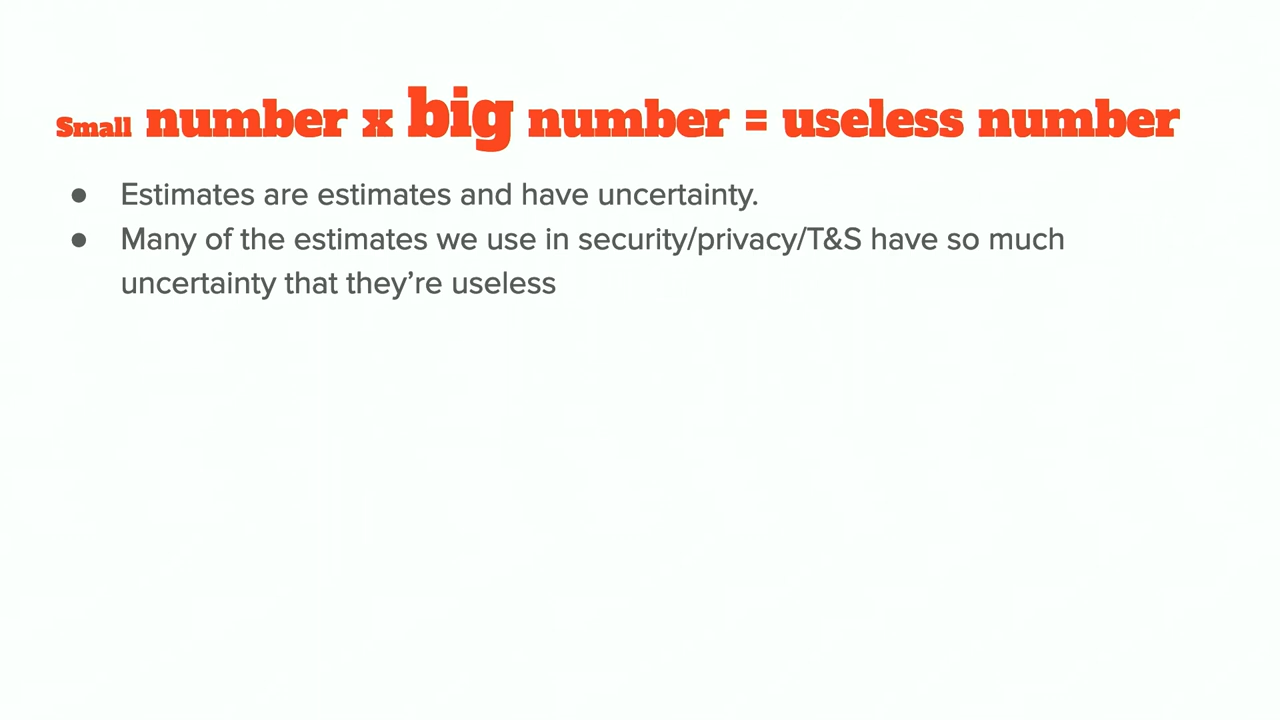 Small number x big number = useless number
● Estimates are estimates and have uncertainty.
● Many of the estimates we use in security/privacy/T&S have so much
uncertainty that they’re useless